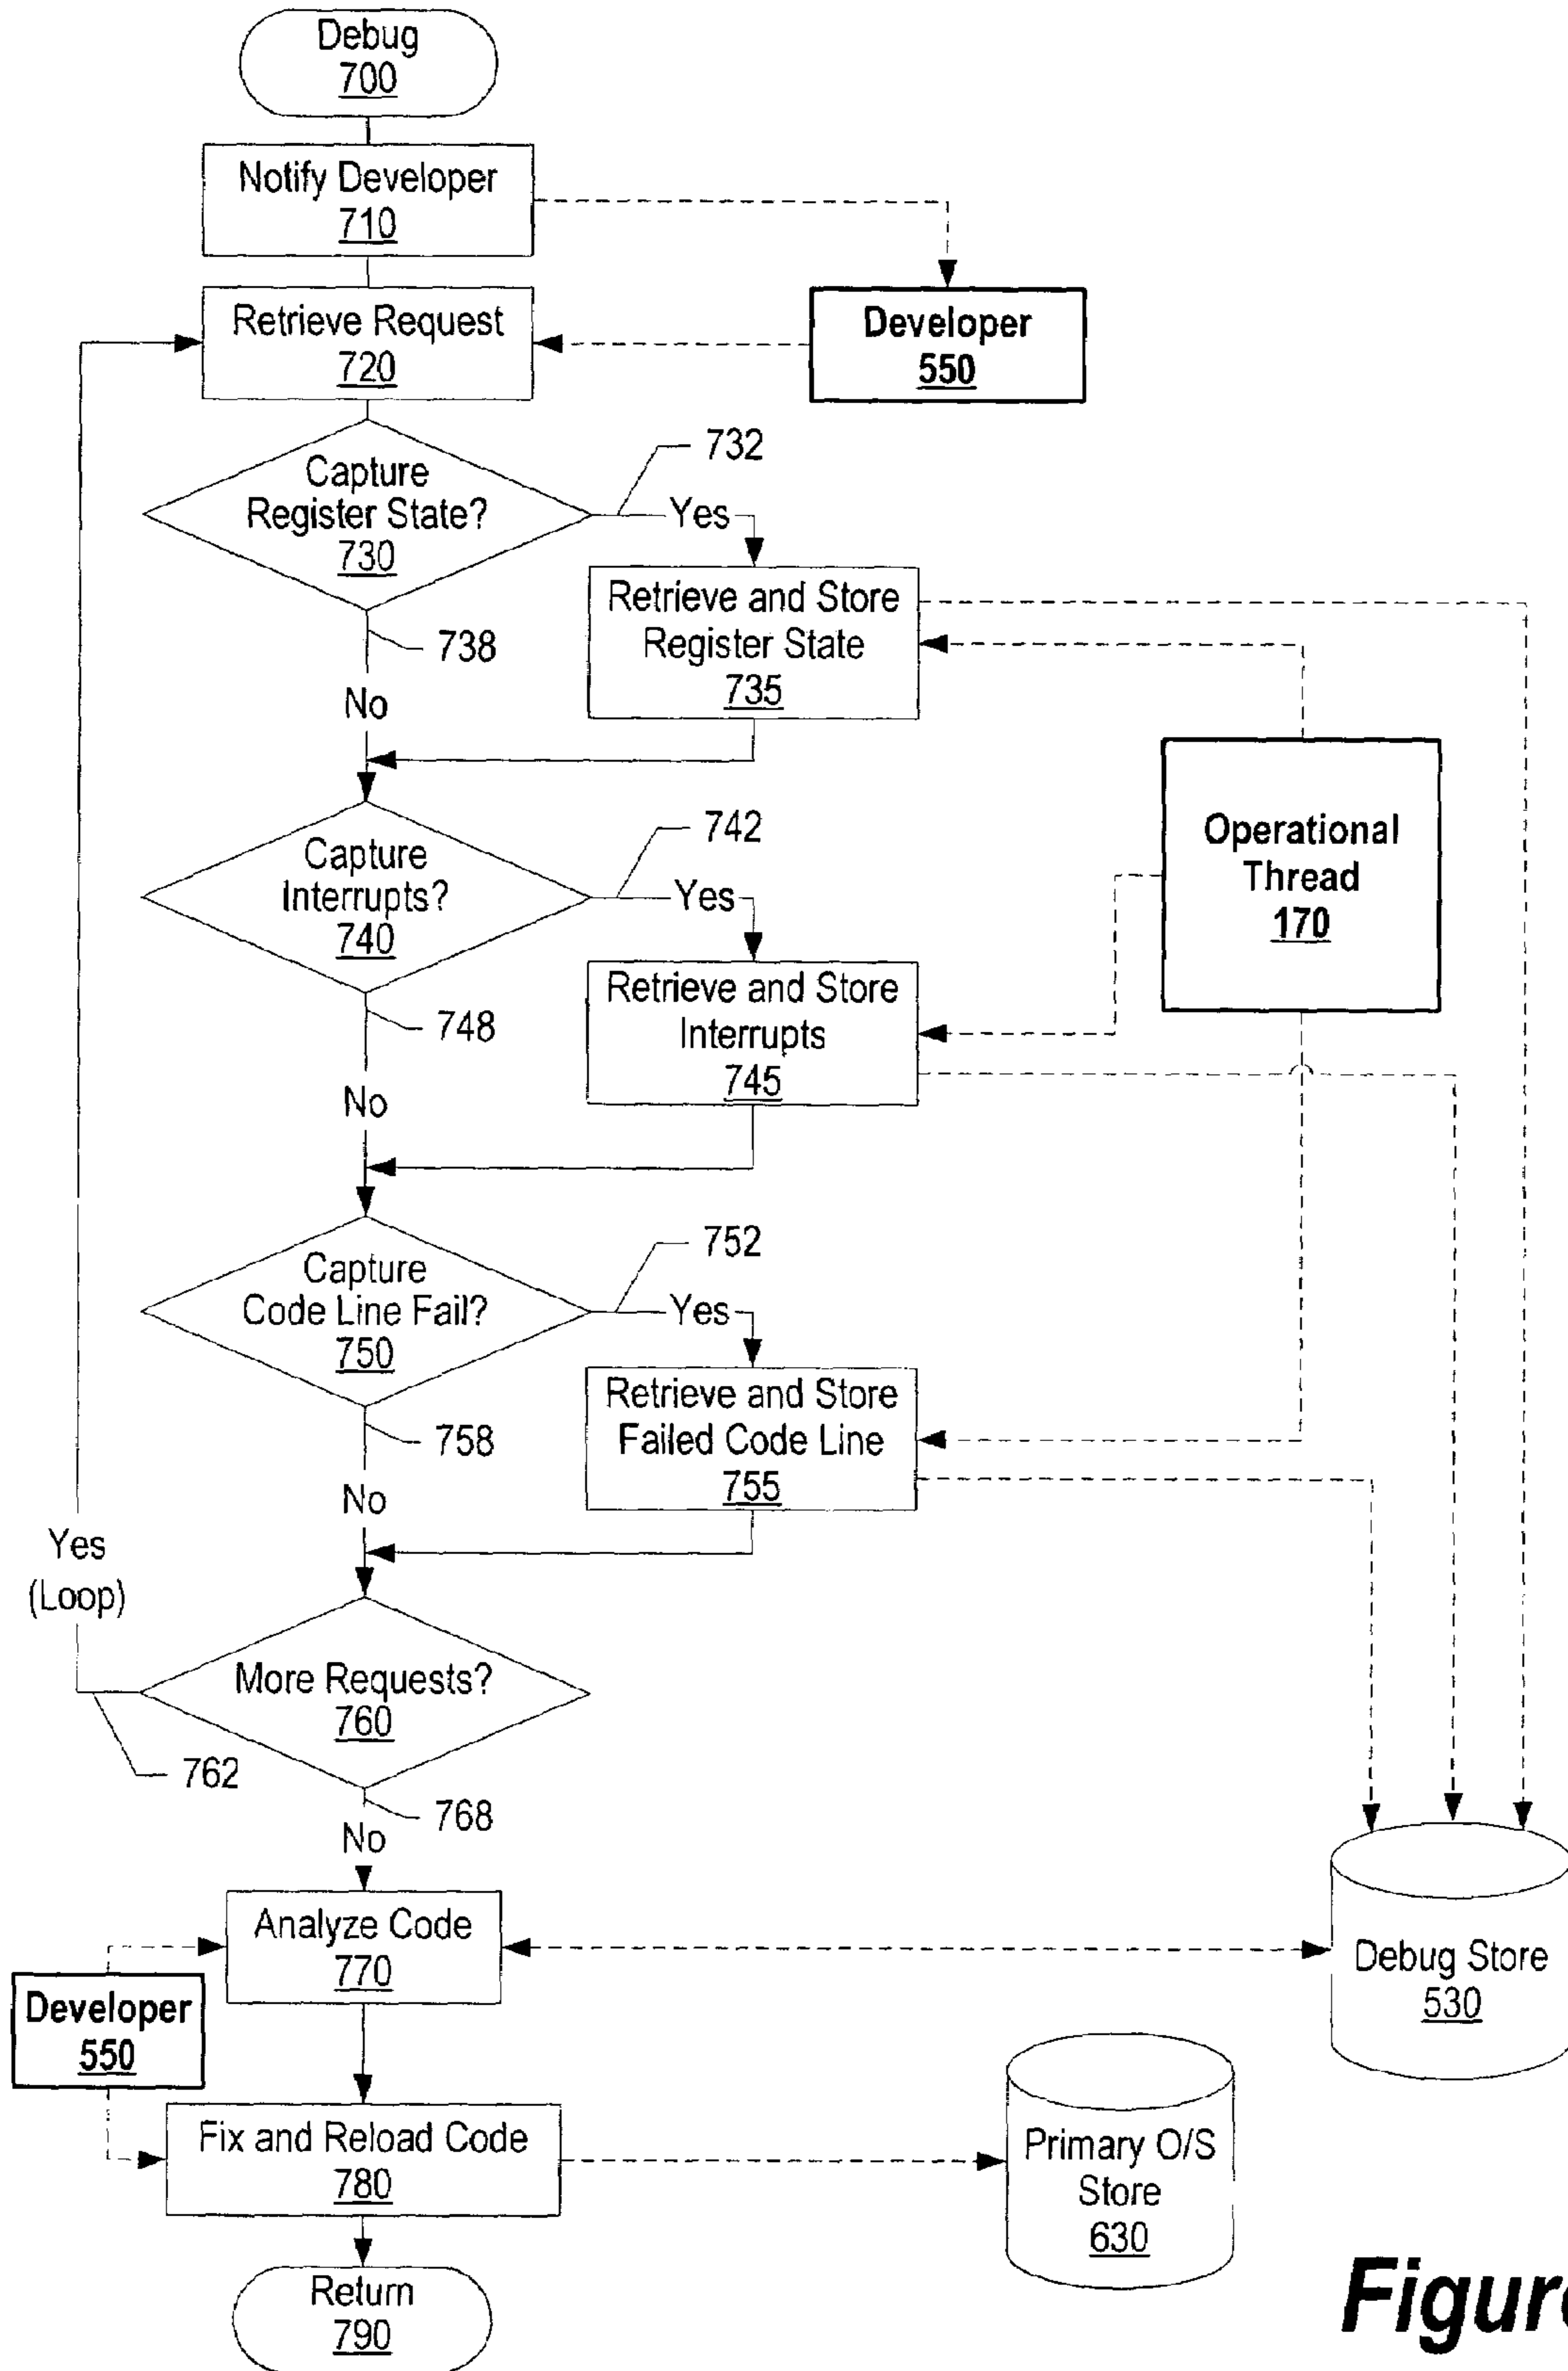 Debug
700
Notify Developer
710
Retrieve Request
720
Developer
550
Capture
Register State?
730
732
Yes
738
No
Retrieve and Store
Register State
735
Operational
Thread
170
Capture
Interrupts?
740
742
Yes
748
No
Retrieve and Store
Interrupts
745
Capture
Code Line Fail?
750
752
Yes
758
No
Retrieve and Store
Failed Code Line
755
Yes
(Loop)
More Requests?
760
762
768
No
Analyze Code
770
Debug Store
530
Developer
550
Fix and Reload Code
780
Primary O/S
Store
630
Return
790
Figure